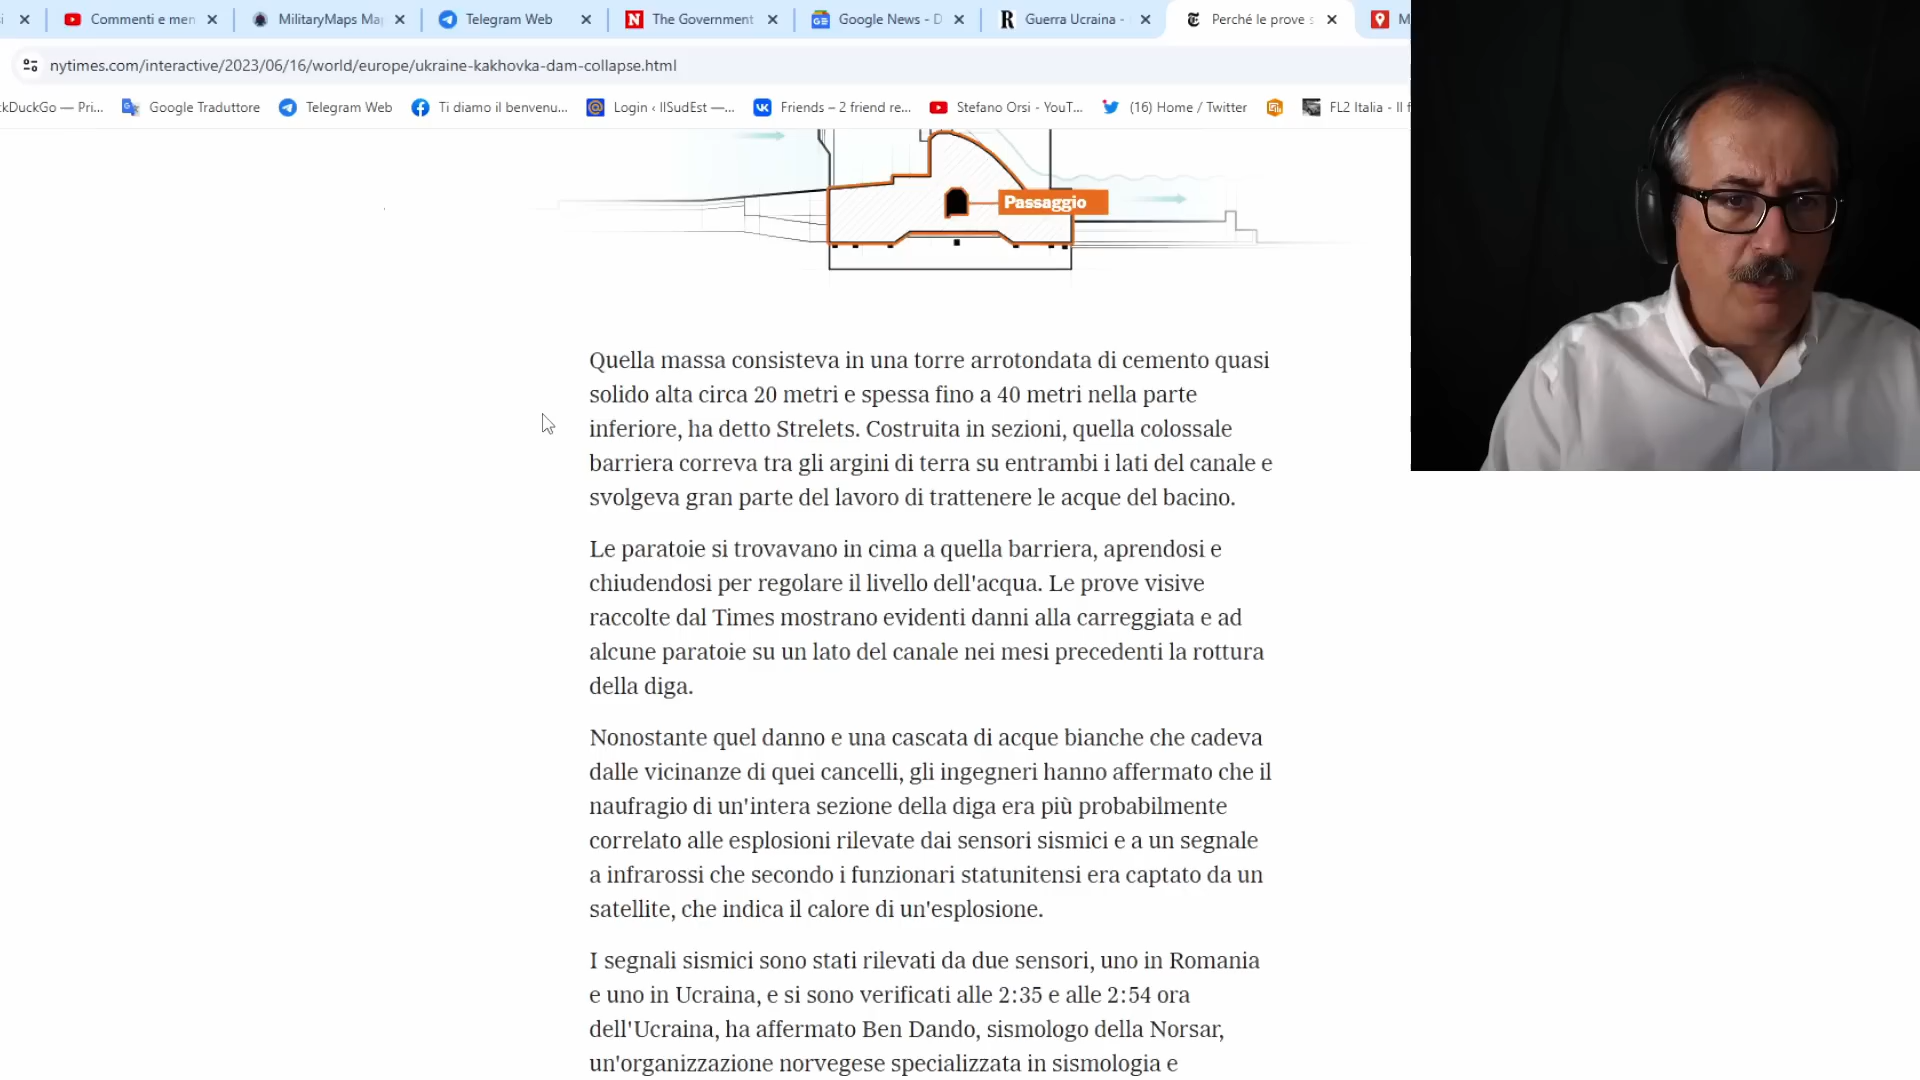 Commenti e men
MilitaryMaps Ma
Telegram Web
The Government
Google News - D
Guerra Ucraina -
Perché le prove s
M
nytimes.com/interactive/2023/06/16/world/europe/ukraine-kakhovka-dam-collapse.html
ckDuckGo — Pri...
Google Traduttore
Telegram Web
Ti diamo il benvenu...
Login ‹ IlSudEst —...
Friends – 2 friend re...
Stefano Orsi - YouT...
(16) Home / Twitter
FL2 Italia - Il f
Passaggio
Quella massa consisteva in una torre arrotondata di cemento quasi
solido alta circa 20 metri e spessa fino a 40 metri nella parte
inferiore, ha detto Strelets. Costruita in sezioni, quella colossale
barriera correva tra gli argini di terra su entrambi i lati del canale e
svolgeva gran parte del lavoro di trattenere le acque del bacino.
Le paratoie si trovavano in cima a quella barriera, aprendosi e
chiudendosi per regolare il livello dell'acqua. Le prove visive
raccolte dal Times mostrano evidenti danni alla carreggiata e ad
alcune paratoie su un lato del canale nei mesi precedenti la rottura
della diga.
Nonostante quel danno e una cascata di acque bianche che cadeva
dalle vicinanze di quei cancelli, gli ingegneri hanno affermato che il
naufragio di un'intera sezione della diga era più probabilmente
correlato alle esplosioni rilevate dai sensori sismici e a un segnale
a infrarossi che secondo i funzionari statunitensi era captato da un
satellite, che indica il calore di un'esplosione.
I segnali sismici sono stati rilevati da due sensori, uno in Romania
e uno in Ucraina, e si sono verificati alle 2:35 e alle 2:54 ora
dell'Ucraina, ha affermato Ben Dando, sismologo della Norsar,
un'organizzazione norvegese specializzata in sismologia e